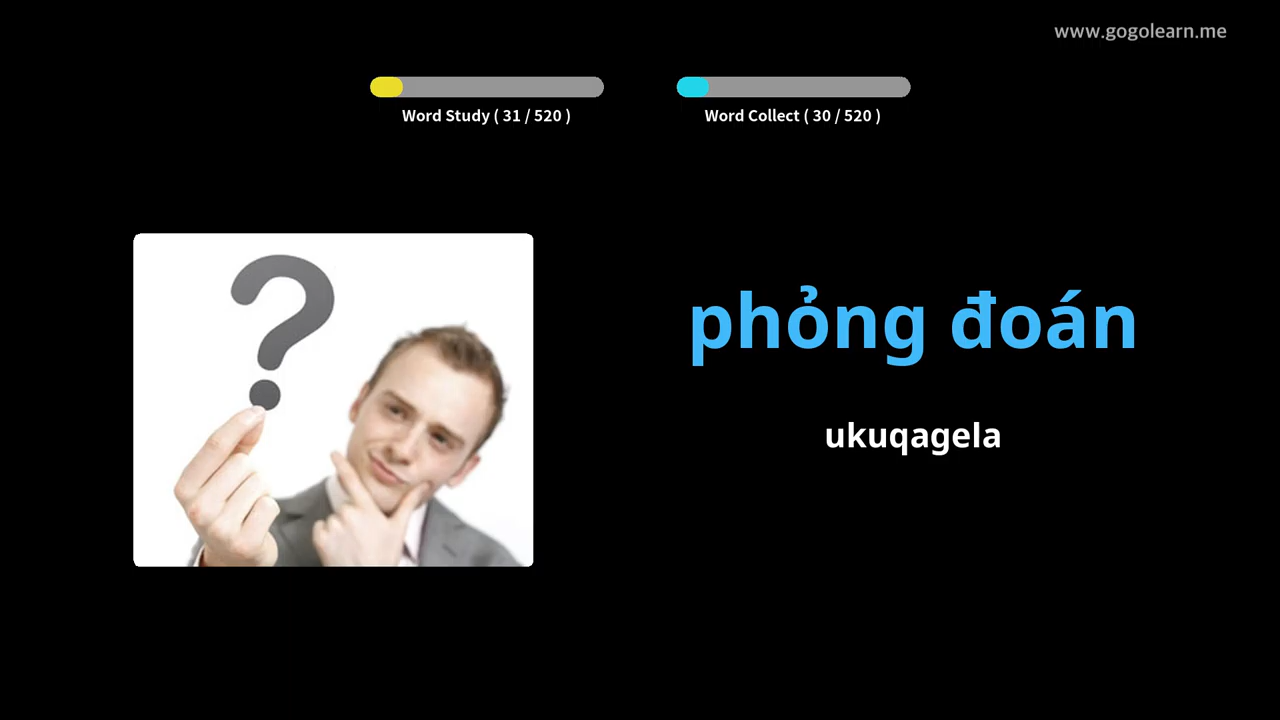 www.gogolearn.me
Word Study ( 31 / 520 )
Word Collect ( 30 / 520 )
phỏng đoán
ukuqagela